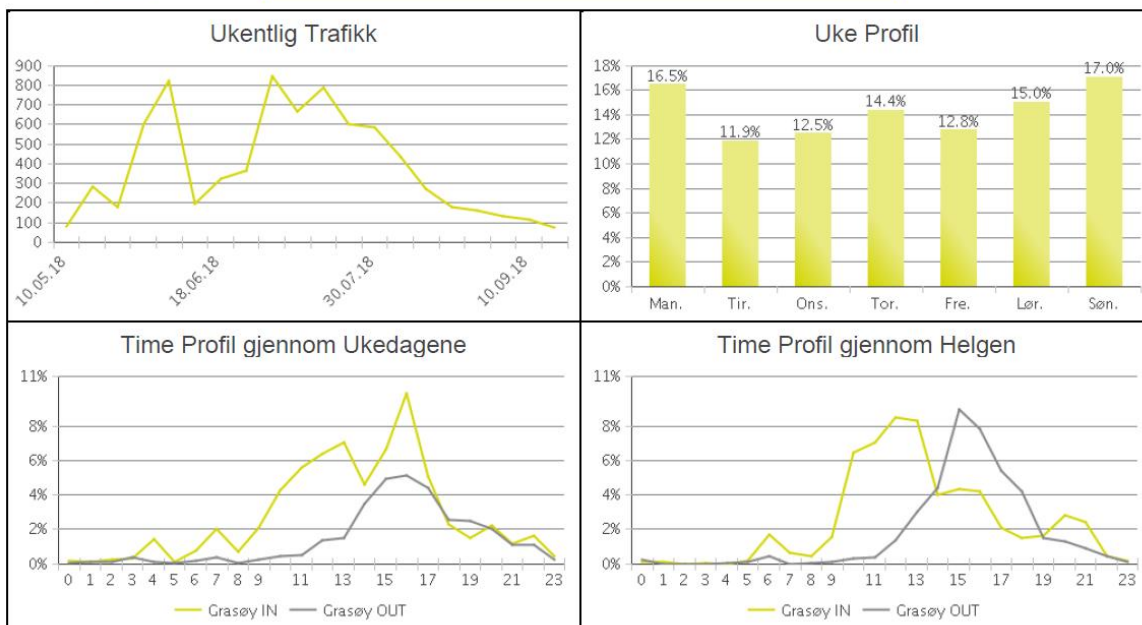 Ukentlig Trafikk
900
800
700
600
500
400
300
200
100
0
10.05.18
18.06.18
30.07.18
10.09.18
Uke Profil
18%
16%
14%
12%
10%
8%
6%
4%
2%
0%
16.5%
11.9%
12.5%
14.4%
12.8%
15.0%
17.0%
Man.
Tir.
Ons.
Tor.
Fre.
Lør.
Søn.
Time Profil gjennom Ukedagene
11%
8%
6%
4%
2%
0%
0 1 2 3 4 5 6 7 8 9 11 13 15 17 19 21 23
Grasøy IN Grasøy OUT
Time Profil gjennom Helgen
11%
8%
6%
4%
2%
0%
0 1 2 3 4 5 6 7 8 9 11 13 15 17 19 21 23
Grasøy IN Grasøy OUT